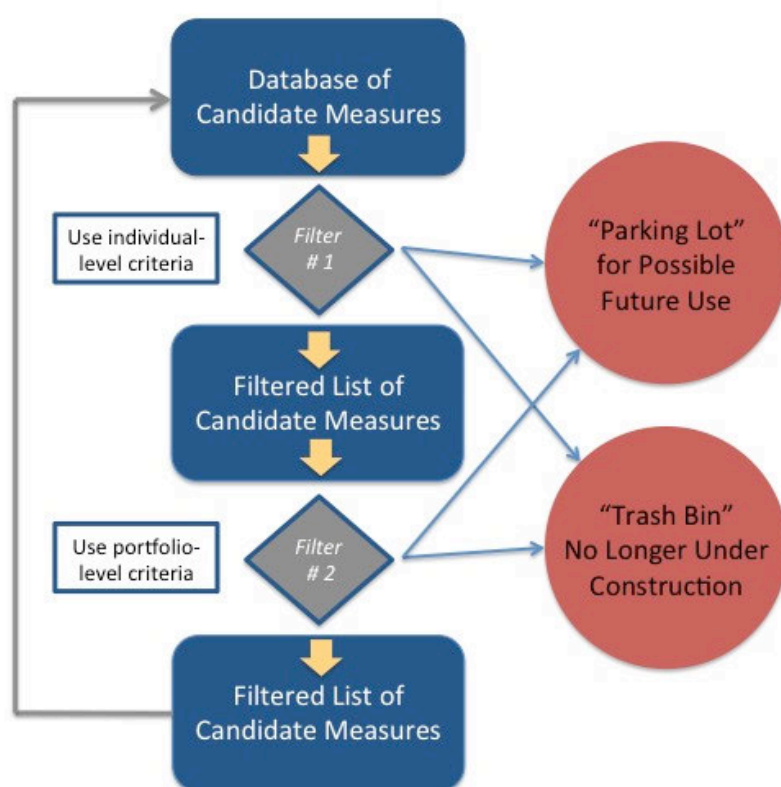 Database of
Candidate Measures
Use individual-
level criteria
Filter
# 1
“Parking Lot”
for Possible
Future Use
Filtered List of
Candidate Measures
Use portfolio-
level criteria
Filter
# 2
“Trash Bin”
No Longer Under
Construction
Filtered List of
Candidate Measures